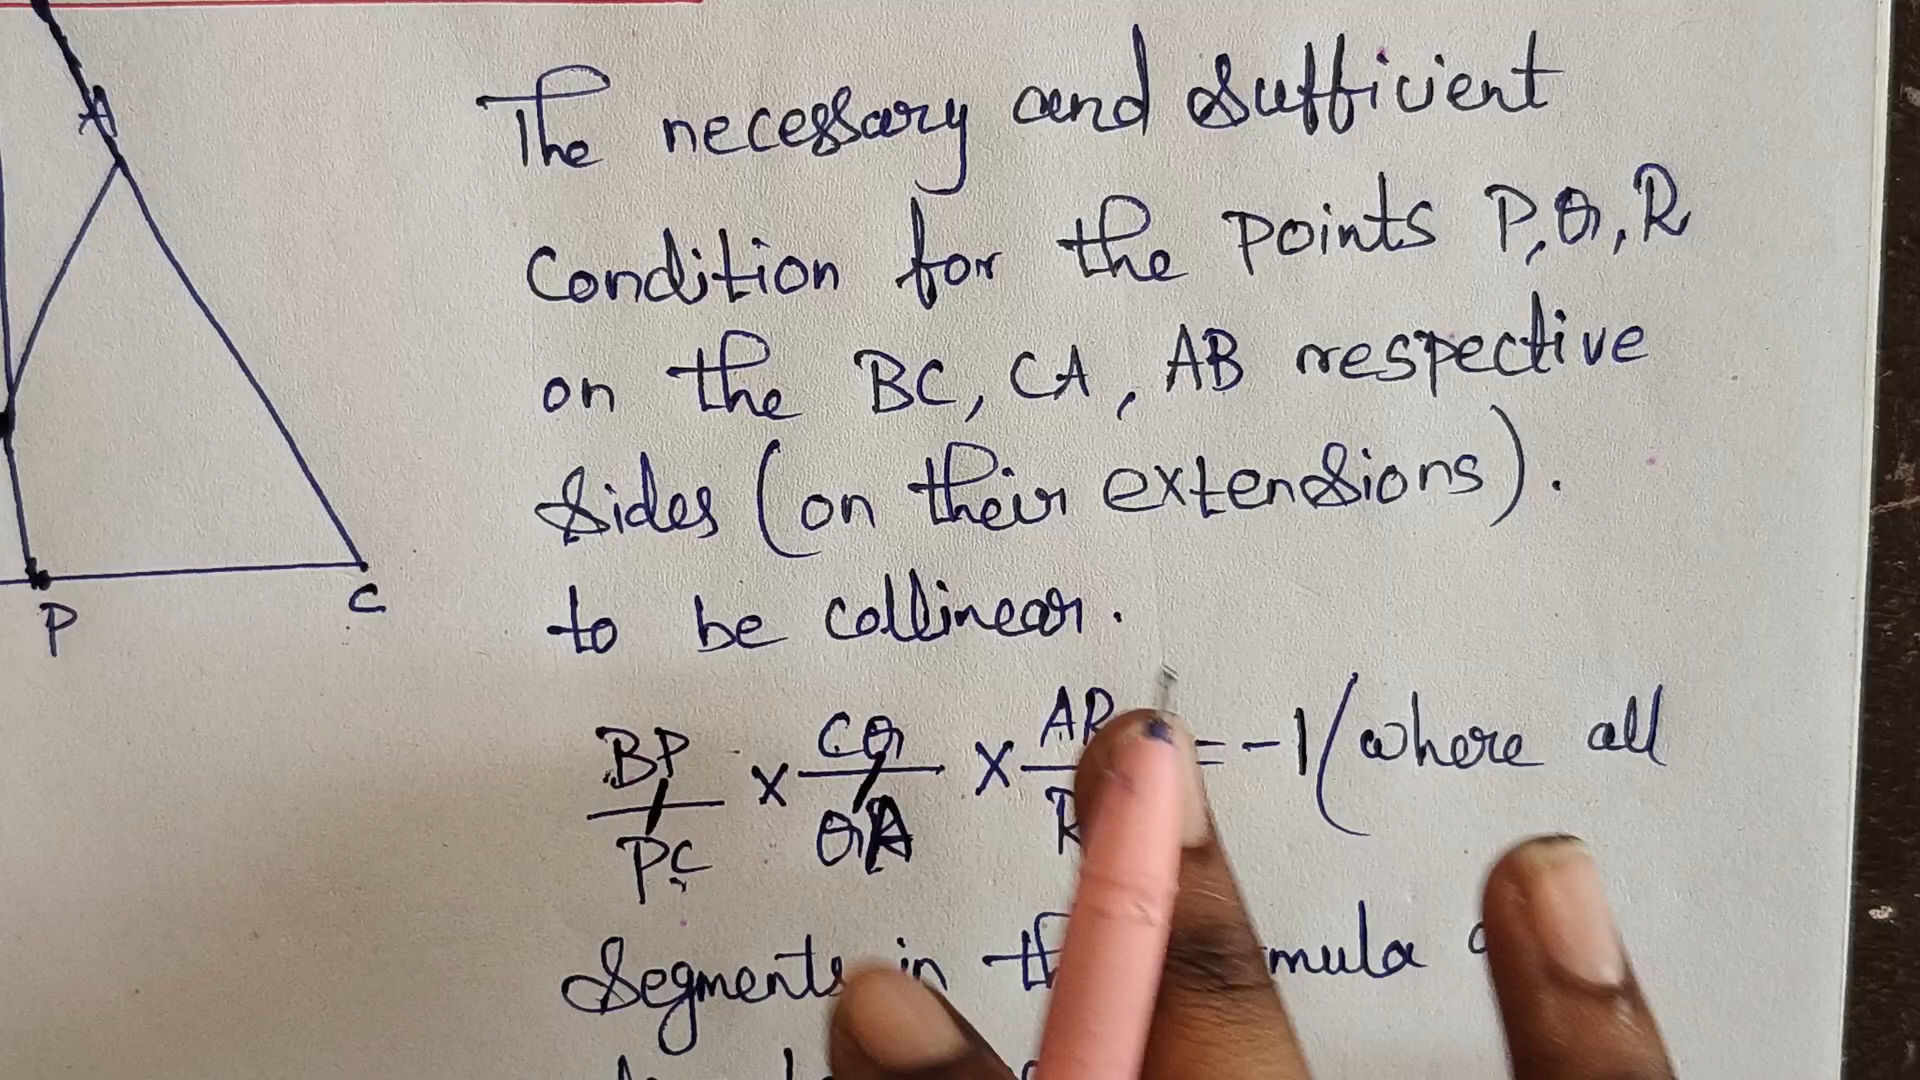 A
The necessary and sufficient
condition for the points P, Q, R
on the BC, CA, AB respective
sides (on their extensions).
to be collinear.
BP/PC × CQ/QA × AR/R = -1 (where all
P
C
Segments in